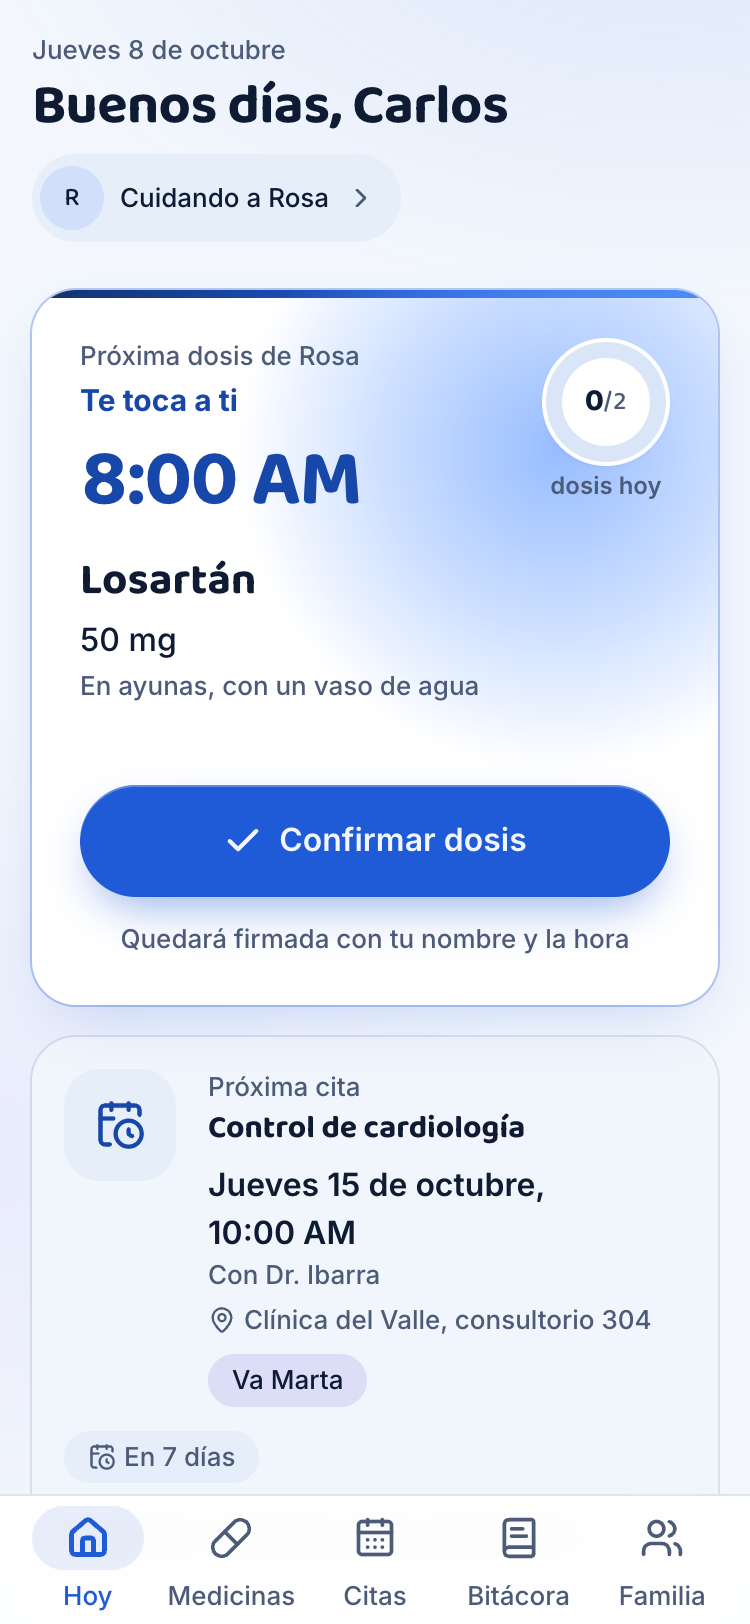 Jueves 8 de octubre
Buenos días, Carlos
R
Cuidando a Rosa
Próxima dosis de Rosa
Te toca a ti
8:00 AM
0/2
dosis hoy
Losartán
50 mg
En ayunas, con un vaso de agua
Confirmar dosis
Quedará firmada con tu nombre y la hora
Próxima cita
Control de cardiología
Jueves 15 de octubre,
10:00 AM
Con Dr. Ibarra
Clínica del Valle, consultorio 304
Va Marta
En 7 días
Hoy
Medicinas
Citas
Bitácora
Familia